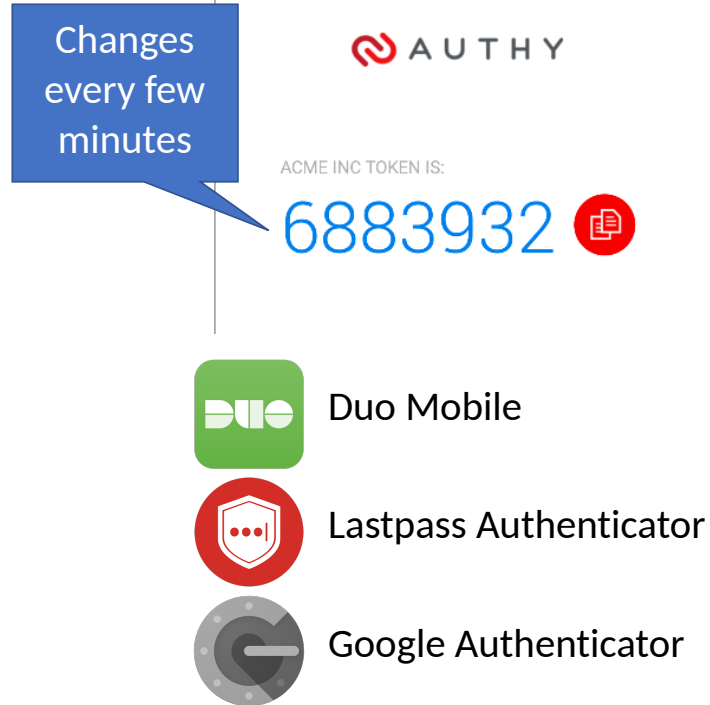 Changes
every few
minutes
AUTHY
ACME INC TOKEN IS:
6883932
DUO
Duo Mobile
Lastpass Authenticator
Google Authenticator